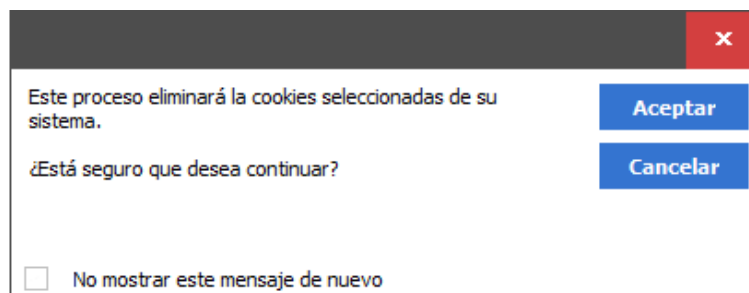 Este proceso eliminará la cookies seleccionadas de su
sistema.
¿Está seguro que desea continuar?
Aceptar
Cancelar
No mostrar este mensaje de nuevo